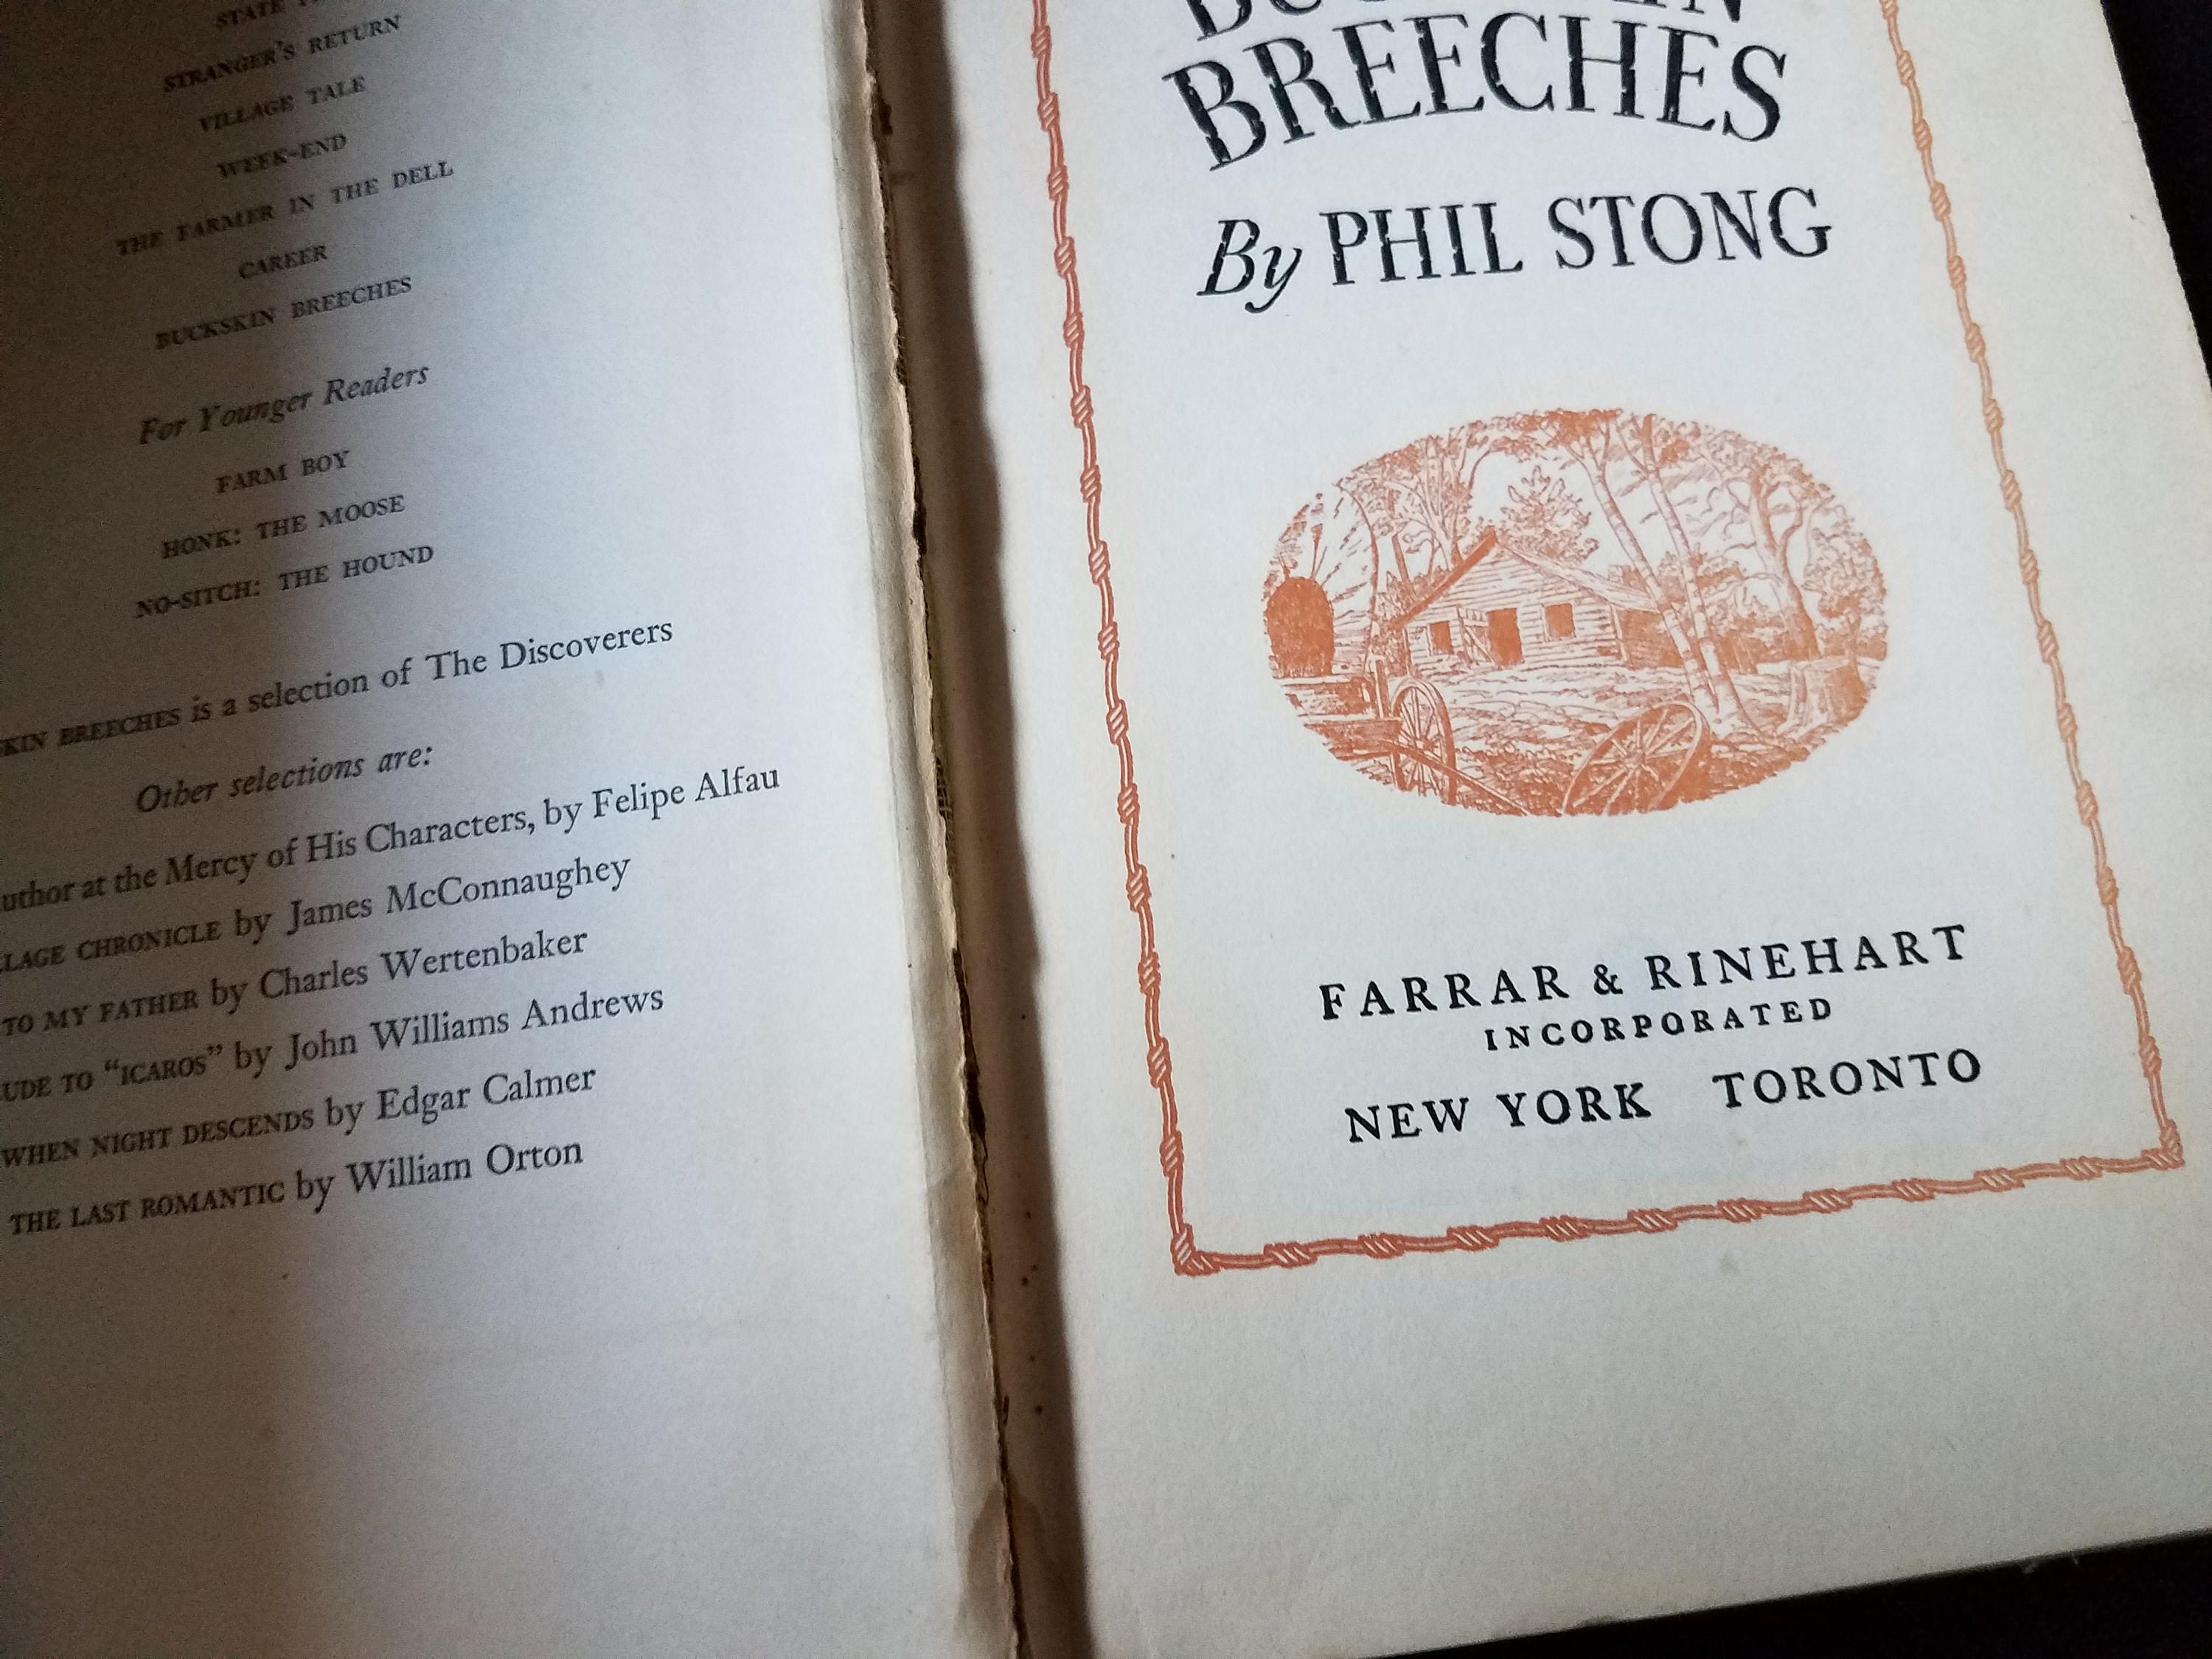 STATE
STRANGER'S RETURN
VILLAGE TALE
WEEK-END
THE FARMER IN THE DELL
CAREER
BUCKSKIN BREECHES
For Younger Readers
FARM BOY
HONK: THE MOOSE
NO-SITCH: THE HOUND
BREECHES is a selection of The Discoverers
Other selections are:
at the Mercy of His Characters, by Felipe Alfau
CHRONICLE by James McConnaughey
TO MY FATHER by Charles Wertenbaker
TO "ICAROS" by John Williams Andrews
WHEN NIGHT DESCENDS by Edgar Calmer
THE LAST ROMANTIC by William Orton
BREECHES
By PHIL STONG
FARRAR & RINEHART
INCORPORATED
NEW YORK TORONTO